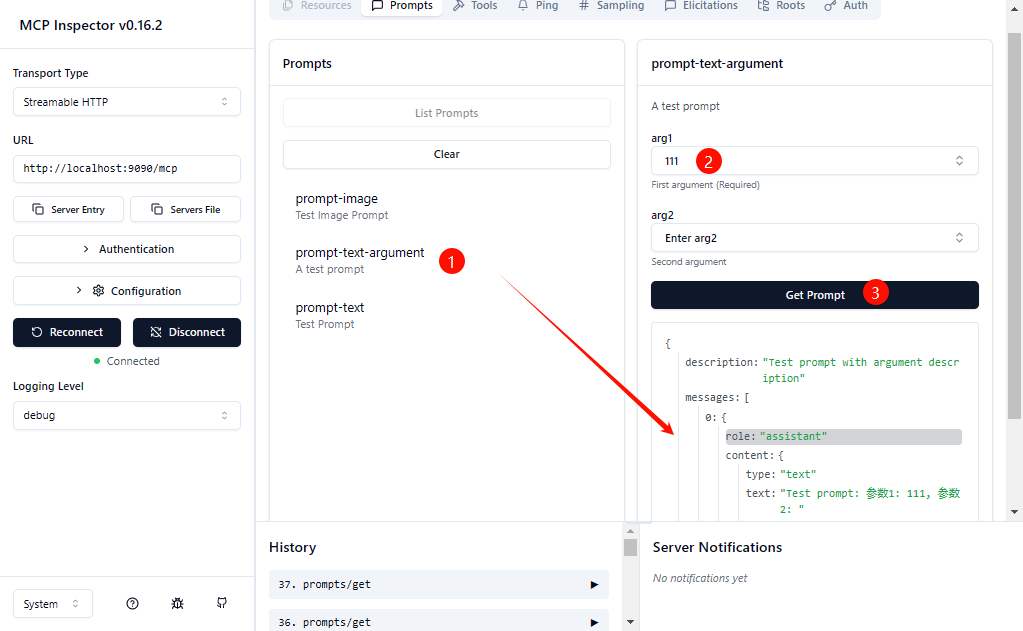 MCP Inspector v0.16.2
Transport Type
Streamable HTTP
URL
http://localhost:9090/mcp
Server Entry
Servers File
Authentication
Configuration
Reconnect
Disconnect
Connected
Logging Level
debug
System
Resources
Prompts
Tools
Ping
Sampling
Elicitations
Roots
Auth
Prompts
List Prompts
Clear
prompt-image
Test Image Prompt
prompt-text-argument
A test prompt
1
prompt-text
Test Prompt
prompt-text-argument
A test prompt
arg1
111
2
First argument (Required)
arg2
Enter arg2
Second argument
Get Prompt
3
{
description: "Test prompt with argument descr
iption"
messages: [
0: {
role: "assistant"
content: {
type: "text"
text: "Test prompt: 参数1: 111, 参数
2: "
History
37. prompts/get
36. prompts/get
Server Notifications
No notifications yet